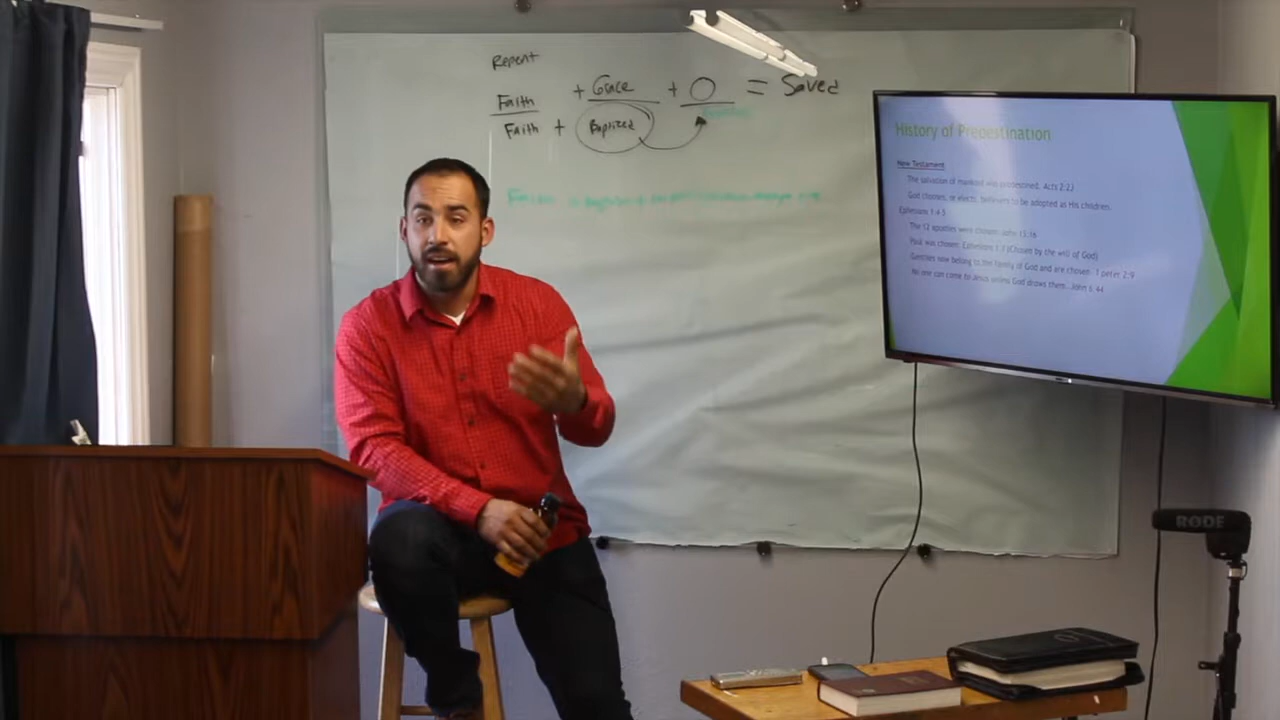 Repent
Faith + Grace + O = Saved
Faith + Baptized
History of Predestination
New Testament
The salvation of mankind was predestined. Acts 2:23
God chooses, or elects, believers to be adopted as His children.
Ephesians 1:4-5
The 12 apostles were chosen. John 15:16
Paul was chosen: Ephesians 1:1 (Chosen by the will of God)
Gentiles now belong to the family of God and are chosen 1 peter 2:9
No one can come to Jesus unless God draws them. John 6:44
RØDE